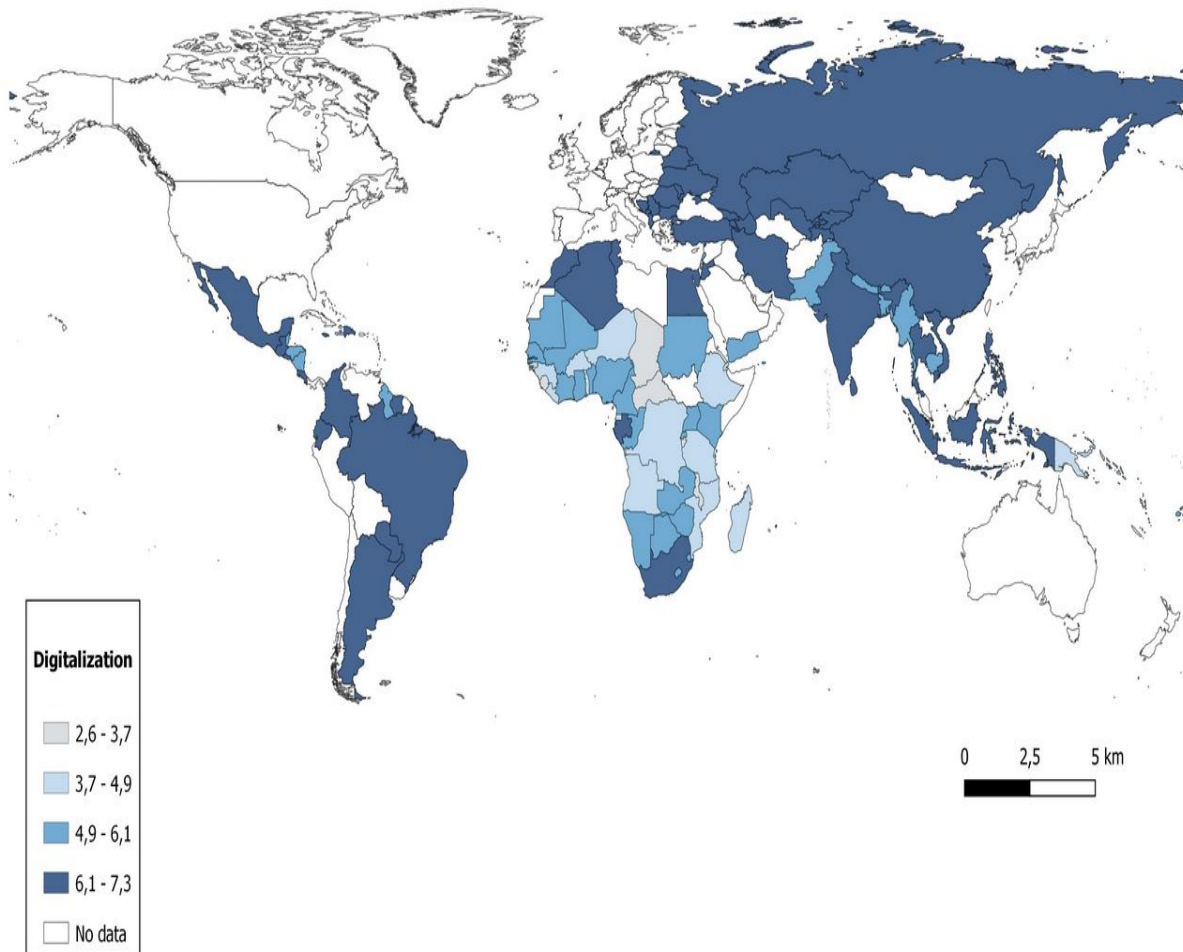 Digitalization
2,6 - 3,7
3,7 - 4,9
4,9 - 6,1
6,1 - 7,3
No data
0 2,5 5 km